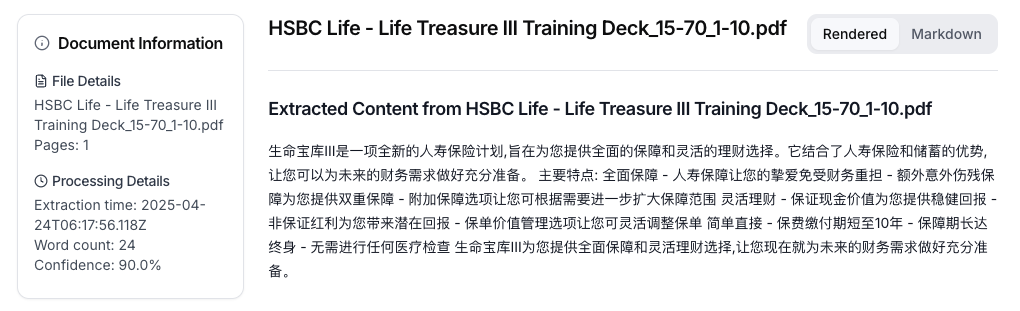 Document Information
File Details
HSBC Life - Life Treasure III
Training Deck_15-70_1-10.pdf
Pages: 1
Processing Details
Extraction time: 2025-04-
24T06:17:56.118Z
Word count: 24
Confidence: 90.0%
HSBC Life - Life Treasure III Training Deck_15-70_1-10.pdf
Rendered
Markdown
Extracted Content from HSBC Life - Life Treasure III Training Deck_15-70_1-10.pdf
生命宝库III是一项全新的人寿保险计划,旨在为您提供全面的保障和灵活的理财选择。它结合了人寿保险和储蓄的优势,
让您可以为未来的财务需求做好充分准备。 主要特点: 全面保障 - 人寿保障让您的挚爱免受财务重担 - 额外意外伤残保
障为您提供双重保障 - 附加保障选项让您可根据需要进一步扩大保障范围 灵活理财 - 保证现金价值为您提供稳健回报 -
非保证红利为您带来潜在回报 - 保单价值管理选项让您可灵活调整保单 简单直接 - 保费缴付期短至10年 - 保障期长达
终身 - 无需进行任何医疗检查 生命宝库III为您提供全面保障和灵活理财选择,让您现在就为未来的财务需求做好充分准
备。